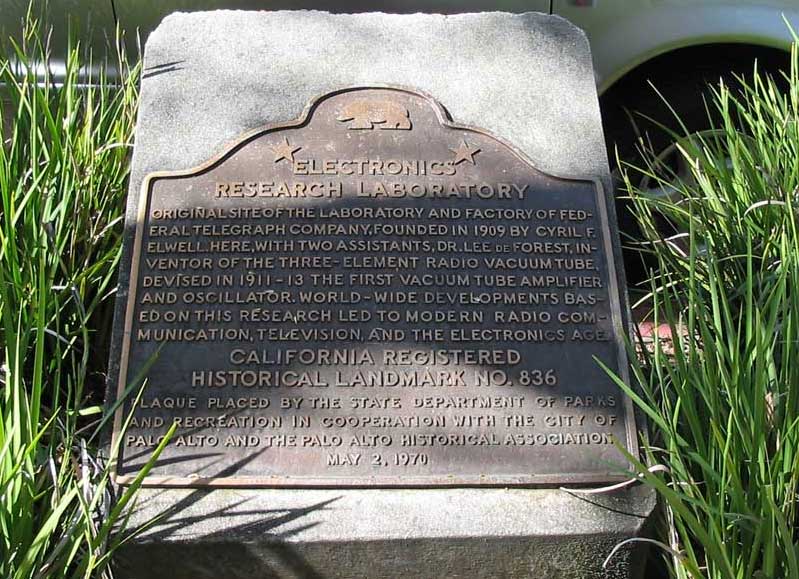 ELECTRONICS
RESEARCH LABORATORY
ORIGINAL SITE OF THE LABORATORY AND FACTORY OF FED-
ERAL TELEGRAPH COMPANY, FOUNDED IN 1909 BY CYRIL F.
ELWELL. HERE, WITH TWO ASSISTANTS, DR. LEE DE FOREST, IN-
VENTOR OF THE THREE-ELEMENT RADIO VACUUM TUBE,
DEVISED IN 1911-13 THE FIRST VACUUM TUBE AMPLIFIER
AND OSCILLATOR. WORLD-WIDE DEVELOPMENTS BAS-
ED ON THIS RESEARCH LED TO MODERN RADIO COM-
MUNICATION, TELEVISION, AND THE ELECTRONICS AGE.
CALIFORNIA REGISTERED
HISTORICAL LANDMARK NO. 836
PLAQUE PLACED BY THE STATE DEPARTMENT OF PARKS
AND RECREATION IN COOPERATION WITH THE CITY OF
PALO ALTO AND THE PALO ALTO HISTORICAL ASSOCIATION
MAY 2, 1970